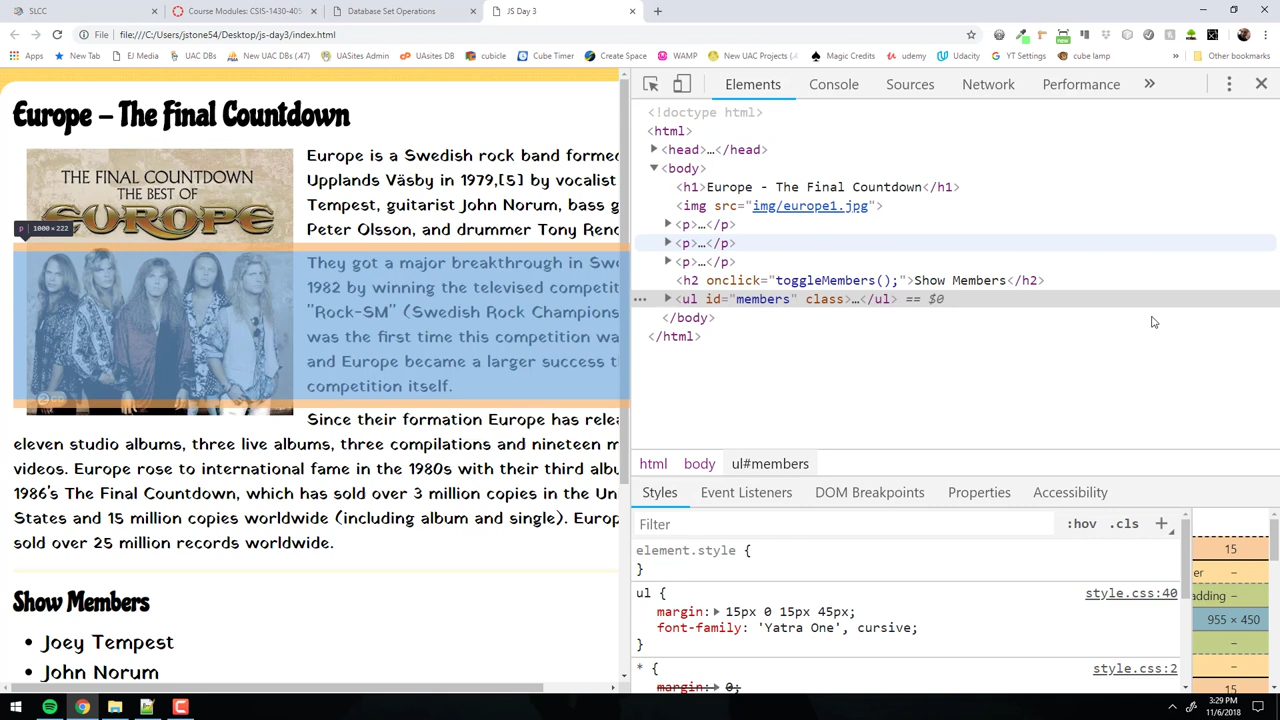 SLCC
Course Modules: CSIS-1430-405
Database Set Operations
JS Day 3
File | file:///C:/Users/jstone54/Desktop/js-day3/index.html
Apps
New Tab
EJ Media
UAC DBs
New UAC DBs (.47)
UASites DB
UAsites DB
cubicle
Cube Timer
Create Space
WAMP
New UAC Projects (.4
Magic Credits
udemy
Udacity
YT Settings
cube lamp
»
Other bookmarks
Europe - The Final Countdown
THE FINAL COUNTDOWN
THE BEST OF
EUROPE
p | 1000×222
Europe is a Swedish rock band formed
Upplands Väsby in 1979,[5] by vocalist
Tempest, guitarist John Norum, bass g
Peter Olsson, and drummer Tony Reno
They got a major breakthrough in Swe
1982 by winning the televised competit
"Rock-SM" (Swedish Rock Champions
was the first time this competition wa
and Europe became a larger success th
competition itself.
Since their formation Europe has relea
eleven studio albums, three live albums, three compilations and nineteen m
videos. Europe rose to international fame in the 1980s with their third albu
1986's The Final Countdown, which has sold over 3 million copies in the Un
States and 15 million copies worldwide (including album and single). Europ
sold over 25 million records worldwide.
Show Members
• Joey Tempest
• John Norum
Elements
Console
Sources
Network
Performance
»
<!doctype html>
<html>
<head>…</head>
<body>
<h1>Europe - The Final Countdown</h1>
<img src="img/europe1.jpg">
<p>…</p>
<p>…</p>
<p>…</p>
<h2 onclick="toggleMembers();">Show Members</h2>
… <ul id="members" class>…</ul> == $0
</body>
</html>
html body ul#members
Styles
Event Listeners
DOM Breakpoints
Properties
Accessibility
Filter
:hov .cls +
element.style {
}
ul {
style.css:40
margin: 15px 0 15px 45px;
font-family: 'Yatra One', cursive;
}
* {
style.css:2
margin: 0;
15
er –
adding –
955 × 450
–
–
15
3:29 PM
11/6/2018